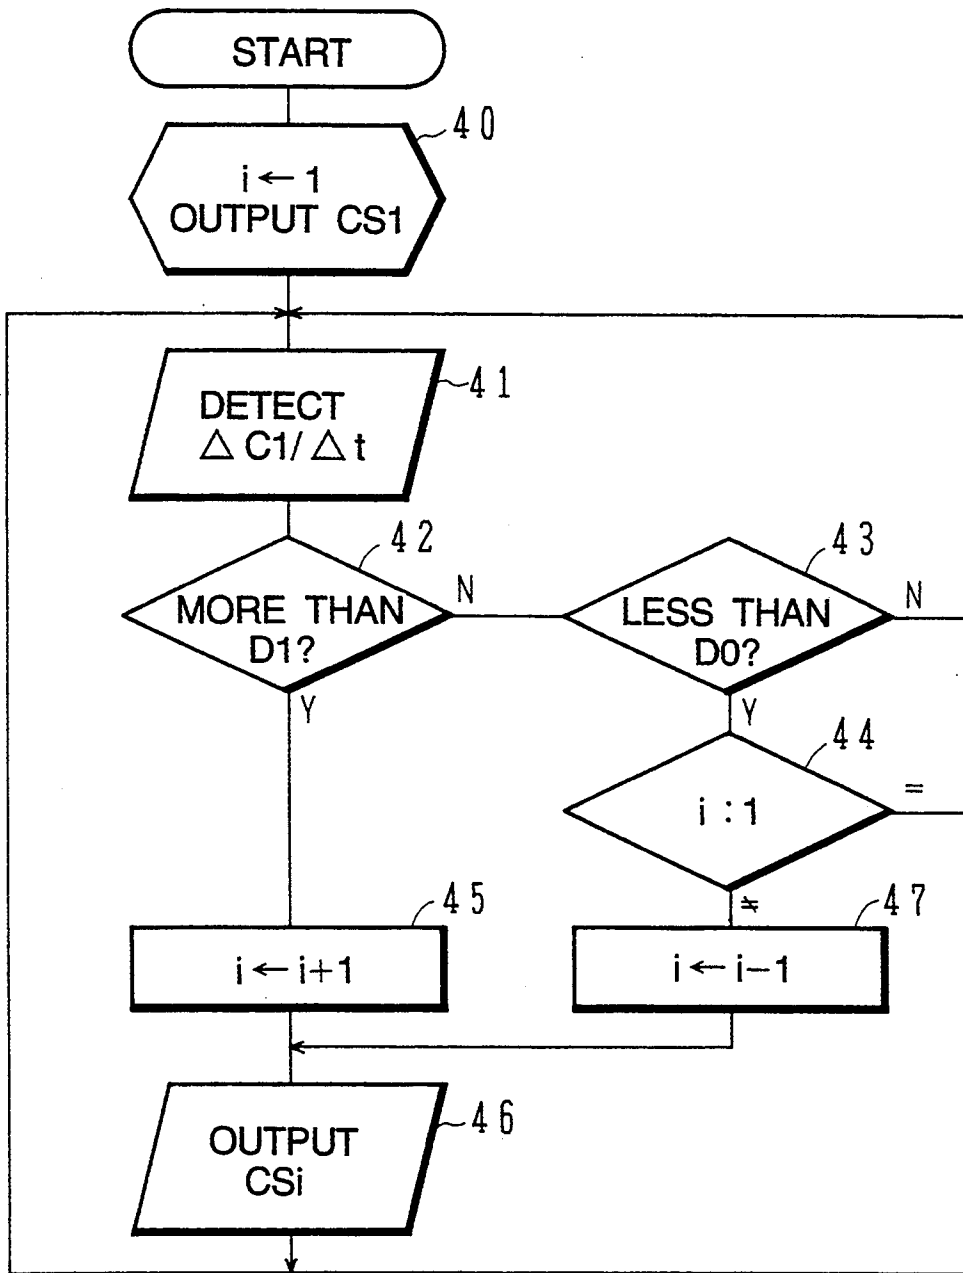 START
40
i ← 1
OUTPUT CS1
41
DETECT
△ C1/ △ t
42
MORE THAN
D1?
N
Y
43
LESS THAN
D0?
N
Y
44
i : 1
=
≠
45
i ← i+1
47
i ← i−1
46
OUTPUT
CSi